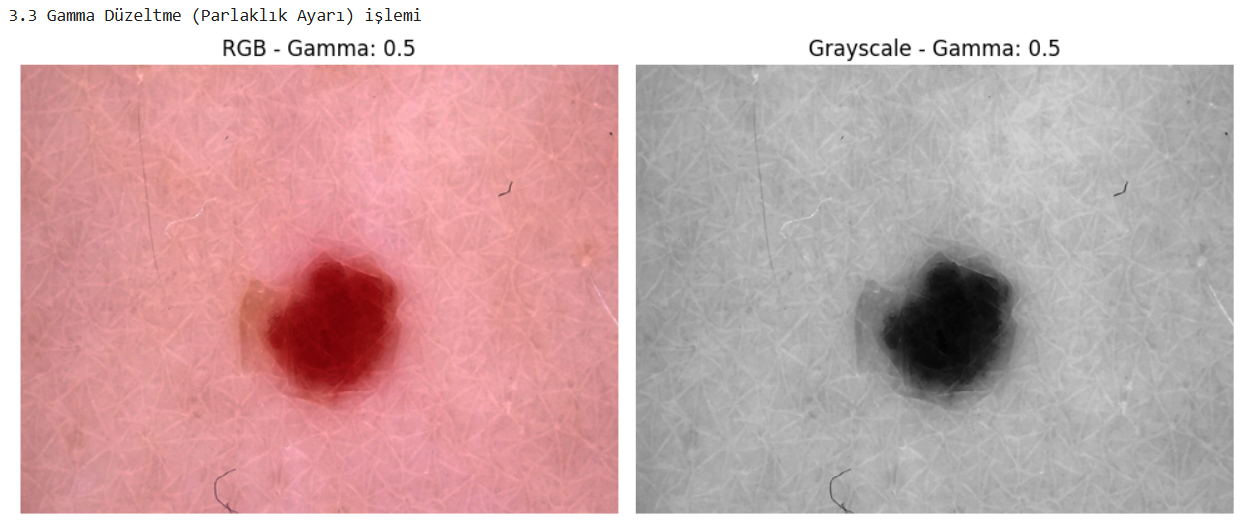 3.3 Gamma Düzeltme (Parlaklık Ayarı) işlemi
RGB - Gamma: 0.5
Grayscale - Gamma: 0.5